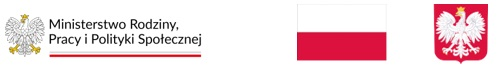 Ministerstwo Rodziny,
Pracy i Polityki Społecznej